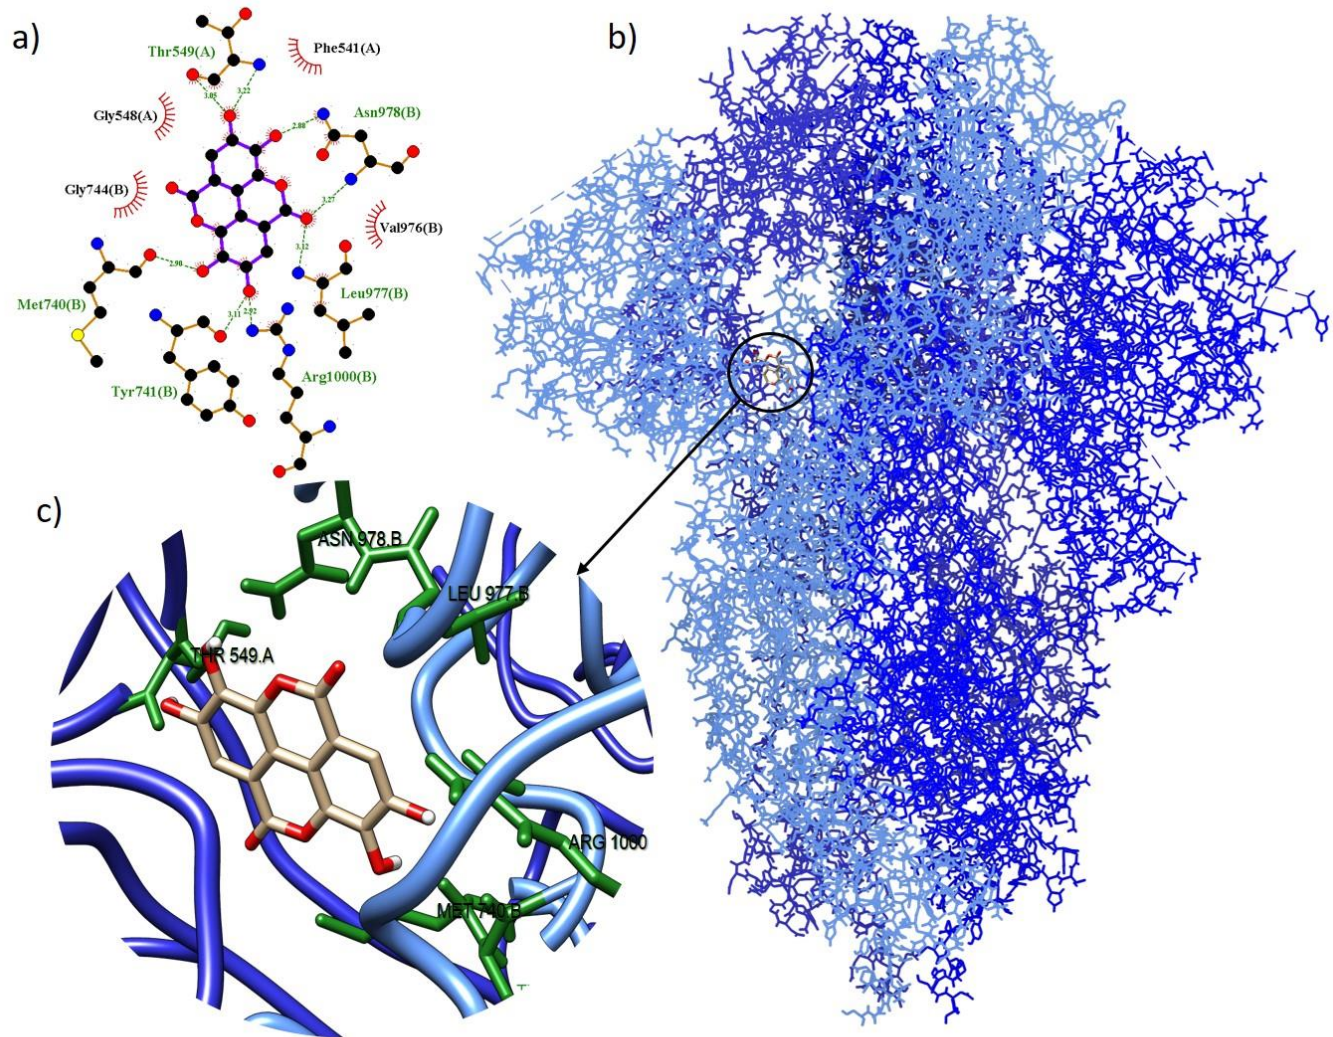 a)
Thr549(A)
Phe541(A)
3.05
3.22
Gly548(A)
Asn978(B)
2.88
Gly744(B)
3.27
Val976(B)
3.12
2.90
Met740(B)
Leu977(B)
3.11
2.92
Tyr741(B)
Arg1000(B)
b)
c)
ASN 978.B
LEU 977.B
THR 549.A
ARG 1000
MET 740.B